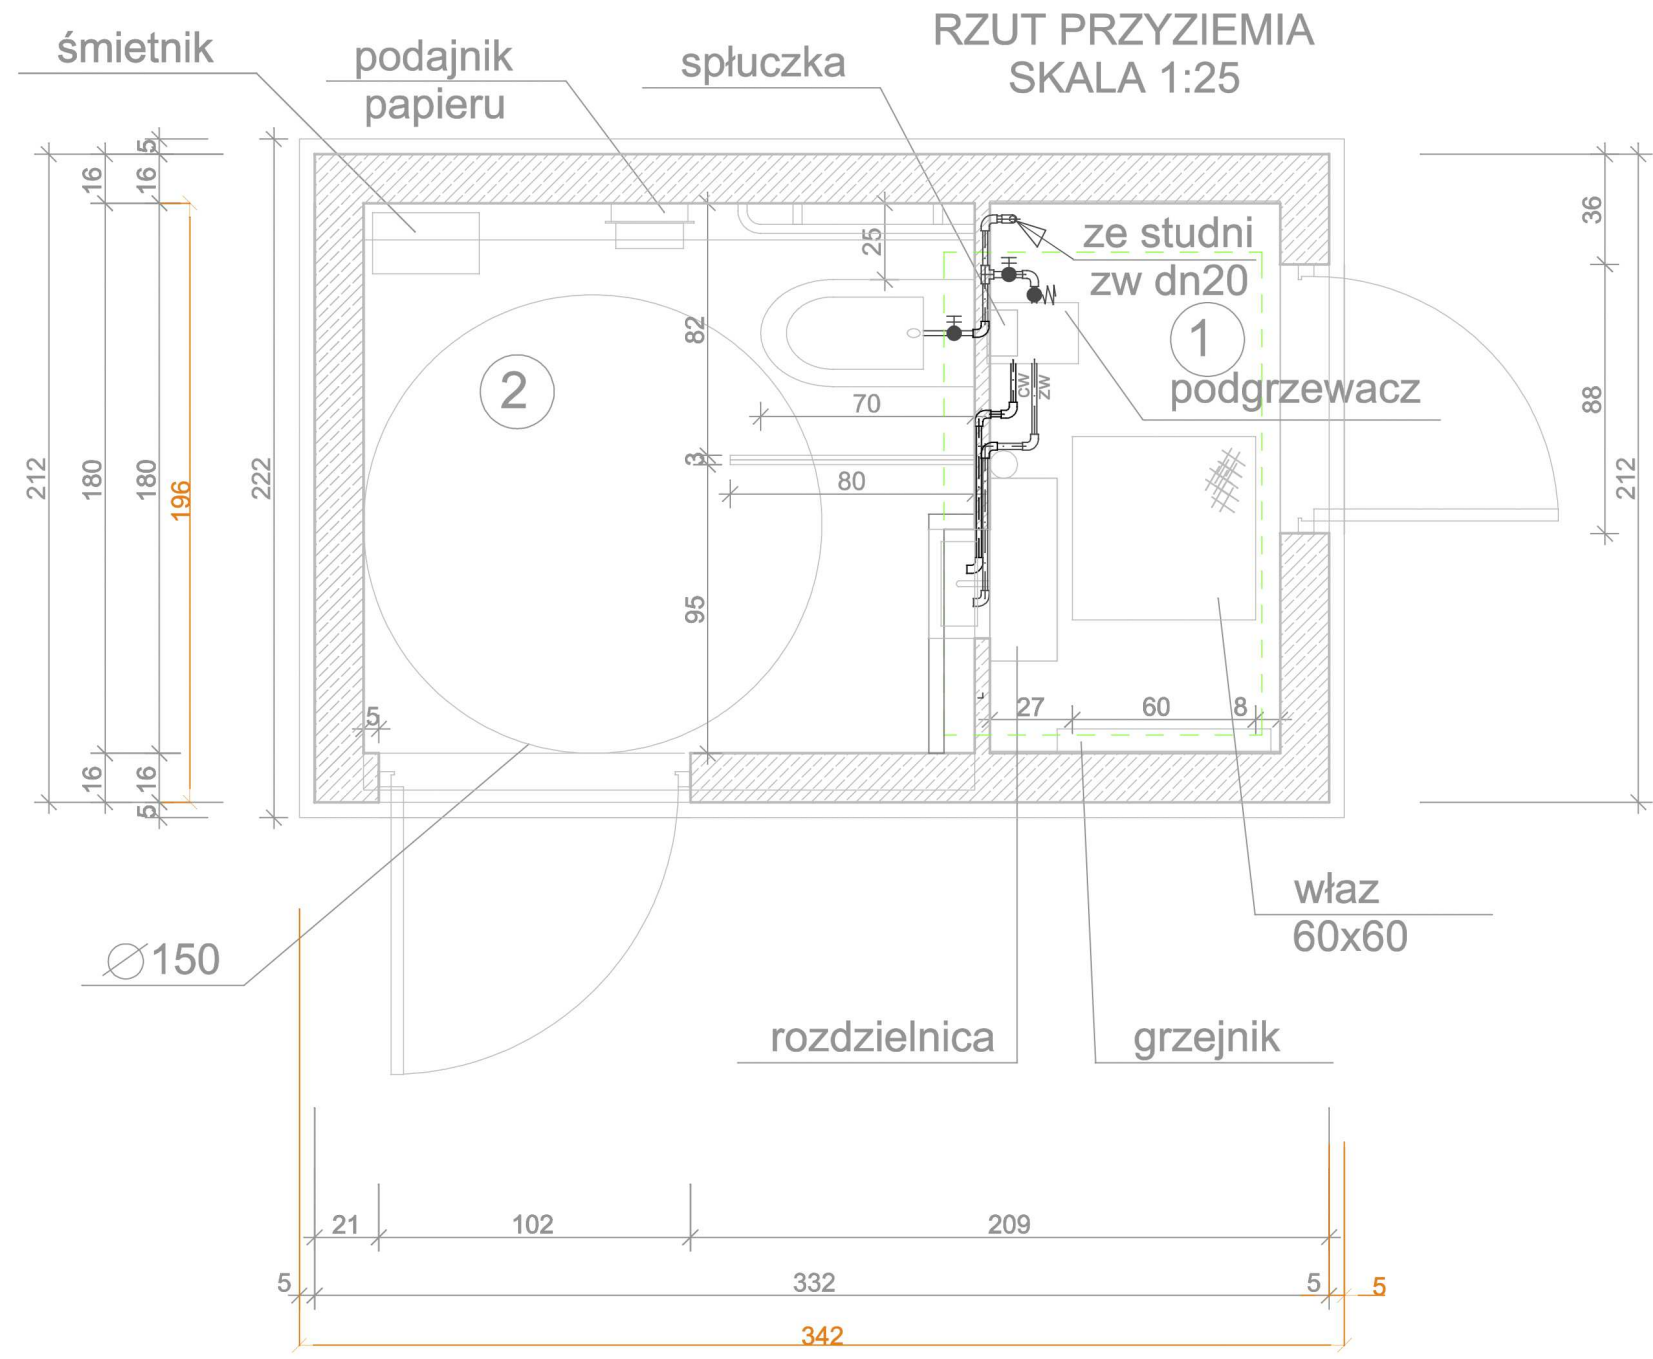 RZUT PRZYZIEMIA
SKALA 1:25
śmietnik
podajnik
papieru
spłuczka
ze studni
zw dn20
1
podgrzewacz
2
cw
zw
25
82
70
3
80
95
5
27
60
8
212
16
180
16
5
16
180
16
5
196
222
36
88
212
właz
60x60
⌀150
rozdzielnica
grzejnik
21
102
209
5
332
5
5
342